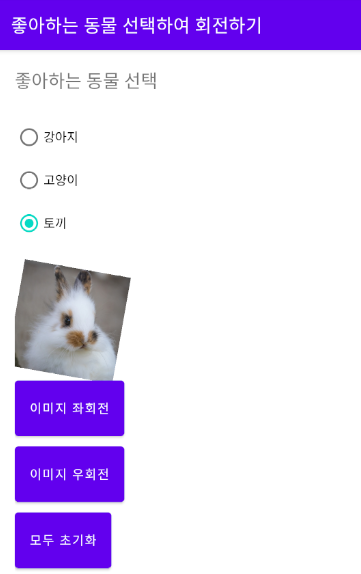 좋아하는 동물 선택하여 회전하기
좋아하는 동물 선택
강아지
고양이
토끼
이미지 좌회전
이미지 우회전
모두 초기화